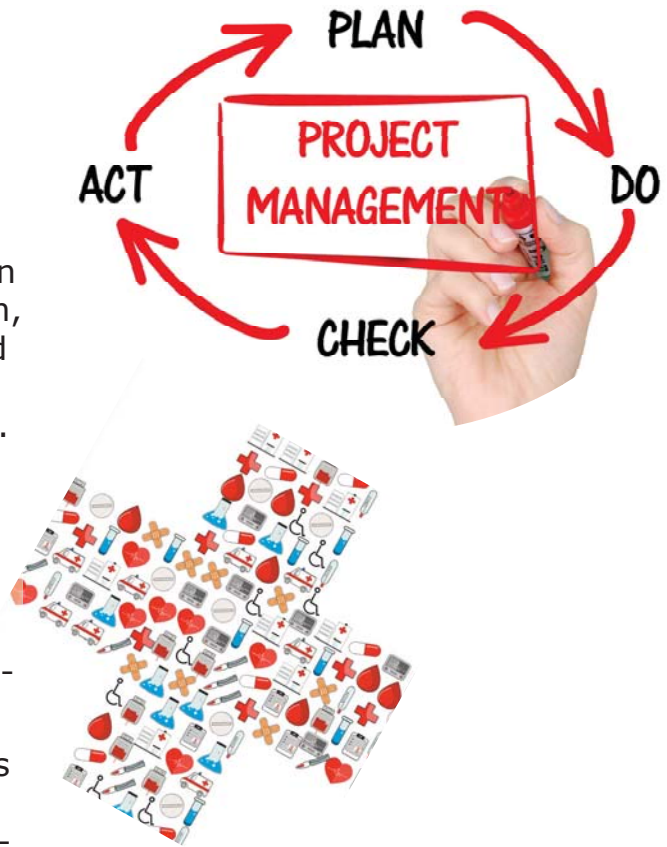 PLAN
PROJECT
MANAGEMENT
ACT
DO
CHECK
n
n,
d
.
-
s
-